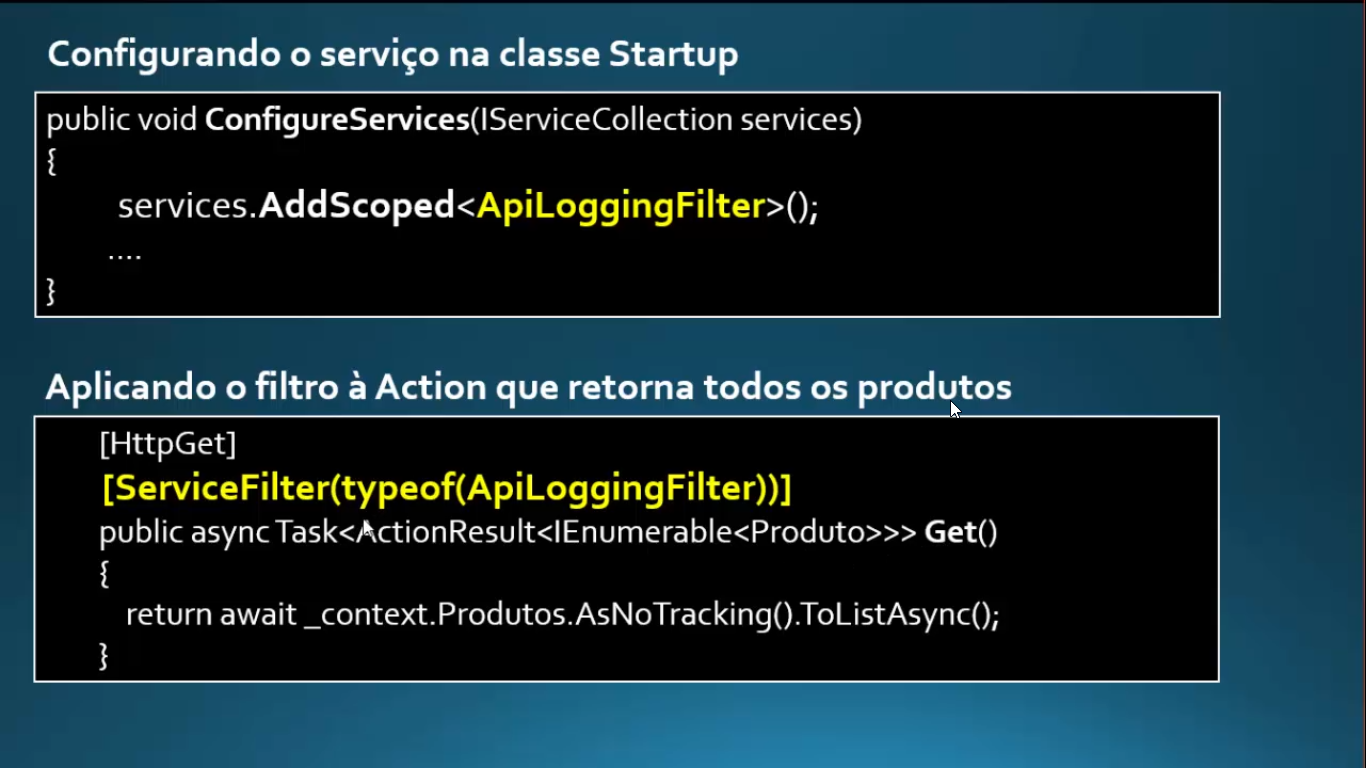 Configurando o serviço na classe Startup
public void ConfigureServices(IServiceCollection services)
{
services.AddScoped<ApiLoggingFilter>();
....
}
Aplicando o filtro à Action que retorna todos os produtos
[HttpGet]
[ServiceFilter(typeof(ApiLoggingFilter))]
public async Task<ActionResult<IEnumerable<Produto>>> Get()
{
return await _context.Produtos.AsNoTracking().ToListAsync();
}